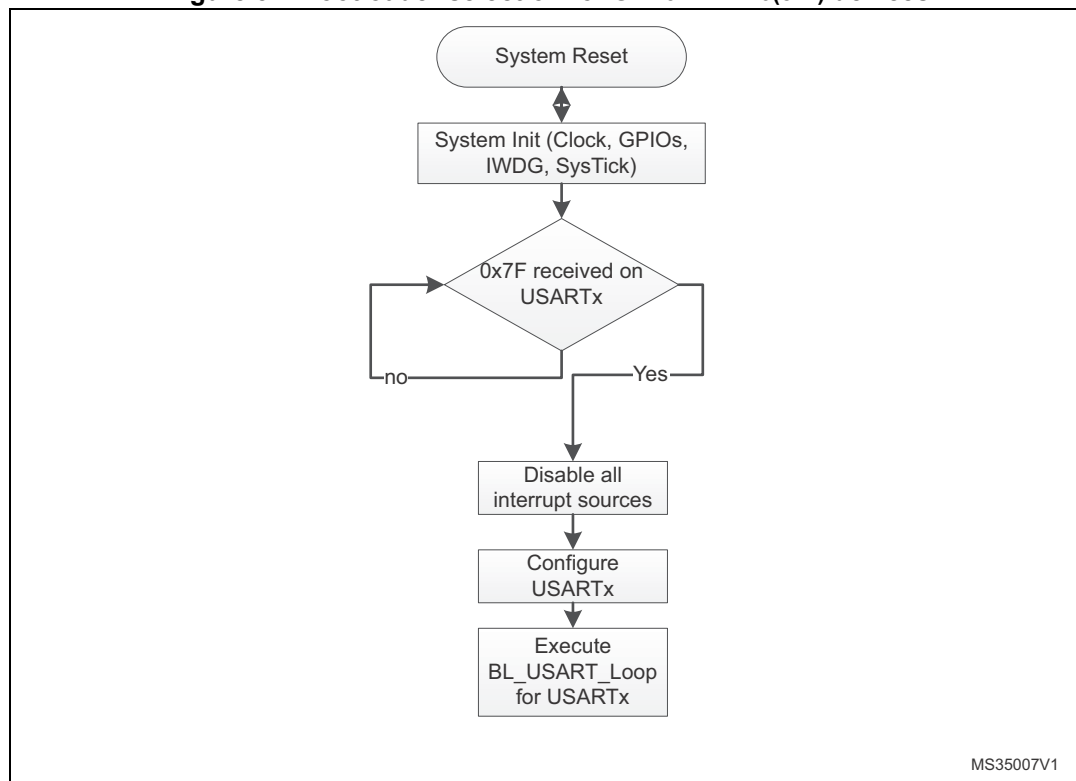 System Reset
System Init (Clock, GPIOs,
IWDG, SysTick)
0x7F received on
USARTx
no
Yes
Disable all
interrupt sources
Configure
USARTx
Execute
BL_USART_Loop
for USARTx
MS35007V1